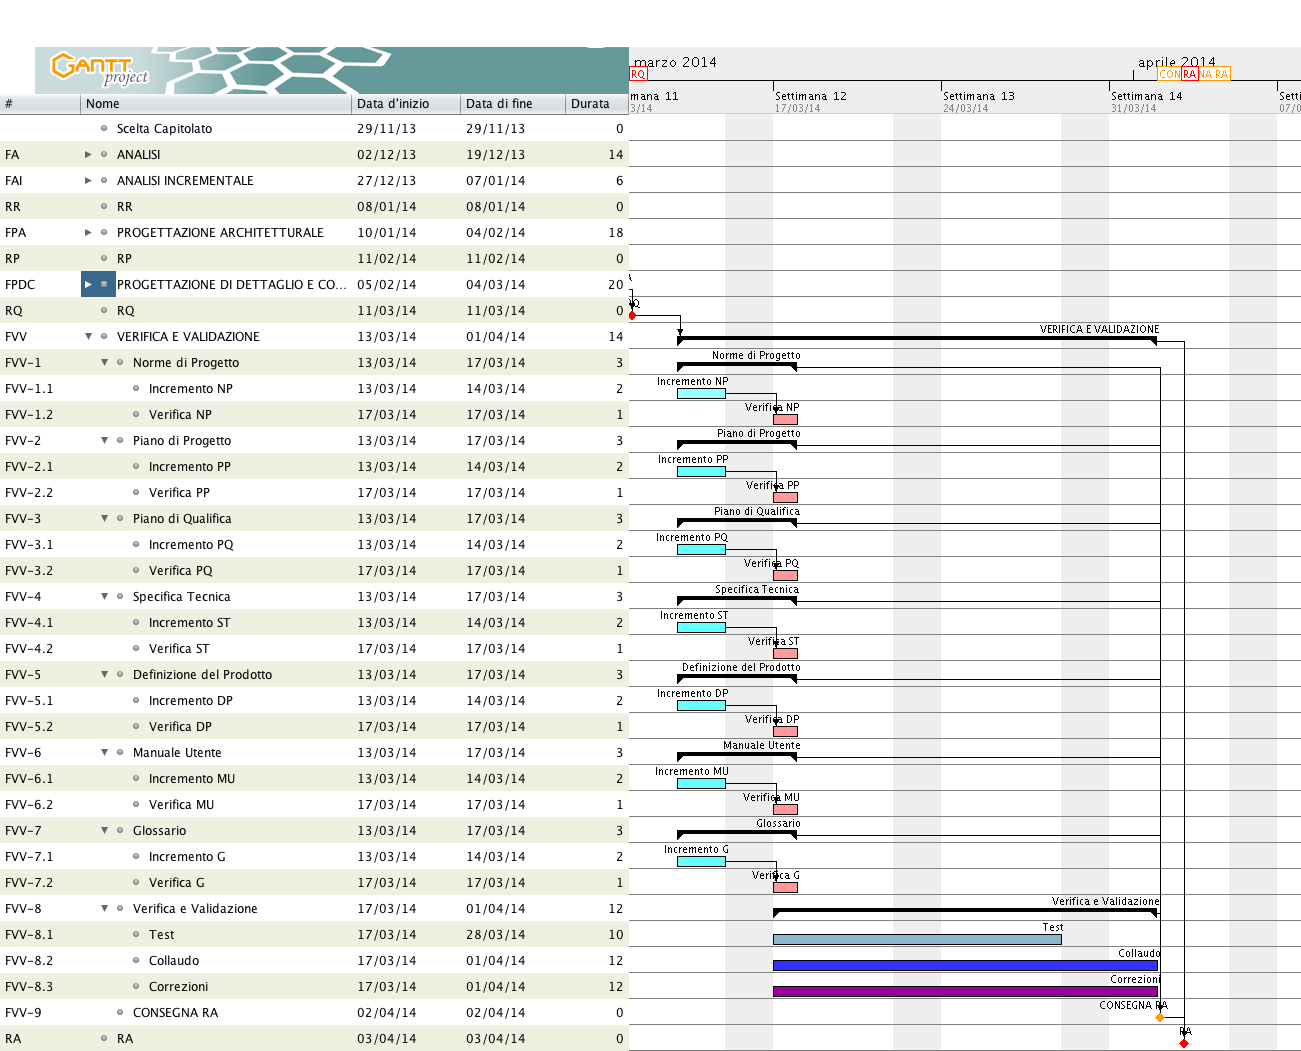 GANTT
project
marzo 2014
aprile 2014
RQ
RA
NA RA
mana 11
Settimana 12
Settimana 13
Settimana 14
3/14
17/03/14
24/03/14
31/03/14
# Nome Data d'inizio Data di fine Durata
Scelta Capitolato 29/11/13 29/11/13 0
FA ANALISI 02/12/13 19/12/13 14
FAI ANALISI INCREMENTALE 27/12/13 07/01/14 6
RR RR 08/01/14 08/01/14 0
FPA PROGETTAZIONE ARCHITETTURALE 10/01/14 04/02/14 18
RP RP 11/02/14 11/02/14 0
FPDC PROGETTAZIONE DI DETTAGLIO E CO... 05/02/14 04/03/14 20
RQ RQ 11/03/14 11/03/14 0
FVV VERIFICA E VALIDAZIONE 13/03/14 01/04/14 14 VERIFICA E VALIDAZIONE
FVV-1 Norme di Progetto 13/03/14 17/03/14 3 Norme di Progetto
FVV-1.1 Incremento NP 13/03/14 14/03/14 2 Incremento NP
FVV-1.2 Verifica NP 17/03/14 17/03/14 1 Verifica NP
FVV-2 Piano di Progetto 13/03/14 17/03/14 3 Piano di Progetto
FVV-2.1 Incremento PP 13/03/14 14/03/14 2 Incremento PP
FVV-2.2 Verifica PP 17/03/14 17/03/14 1 Verifica PP
FVV-3 Piano di Qualifica 13/03/14 17/03/14 3 Piano di Qualifica
FVV-3.1 Incremento PQ 13/03/14 14/03/14 2 Incremento PQ
FVV-3.2 Verifica PQ 17/03/14 17/03/14 1 Verifica PQ
FVV-4 Specifica Tecnica 13/03/14 17/03/14 3 Specifica Tecnica
FVV-4.1 Incremento ST 13/03/14 14/03/14 2 Incremento ST
FVV-4.2 Verifica ST 17/03/14 17/03/14 1 Verifica ST
FVV-5 Definizione del Prodotto 13/03/14 17/03/14 3 Definizione del Prodotto
FVV-5.1 Incremento DP 13/03/14 14/03/14 2 Incremento DP
FVV-5.2 Verifica DP 17/03/14 17/03/14 1 Verifica DP
FVV-6 Manuale Utente 13/03/14 17/03/14 3 Manuale Utente
FVV-6.1 Incremento MU 13/03/14 14/03/14 2 Incremento MU
FVV-6.2 Verifica MU 17/03/14 17/03/14 1 Verifica MU
FVV-7 Glossario 13/03/14 17/03/14 3 Glossario
FVV-7.1 Incremento G 13/03/14 14/03/14 2 Incremento G
FVV-7.2 Verifica G 17/03/14 17/03/14 1 Verifica G
FVV-8 Verifica e Validazione 17/03/14 01/04/14 12 Verifica e Validazione
FVV-8.1 Test 17/03/14 28/03/14 10 Test
FVV-8.2 Collaudo 17/03/14 01/04/14 12 Collaudo
FVV-8.3 Correzioni 17/03/14 01/04/14 12 Correzioni
FVV-9 CONSEGNA RA 02/04/14 02/04/14 0 CONSEGNA RA
RA RA 03/04/14 03/04/14 0 RA